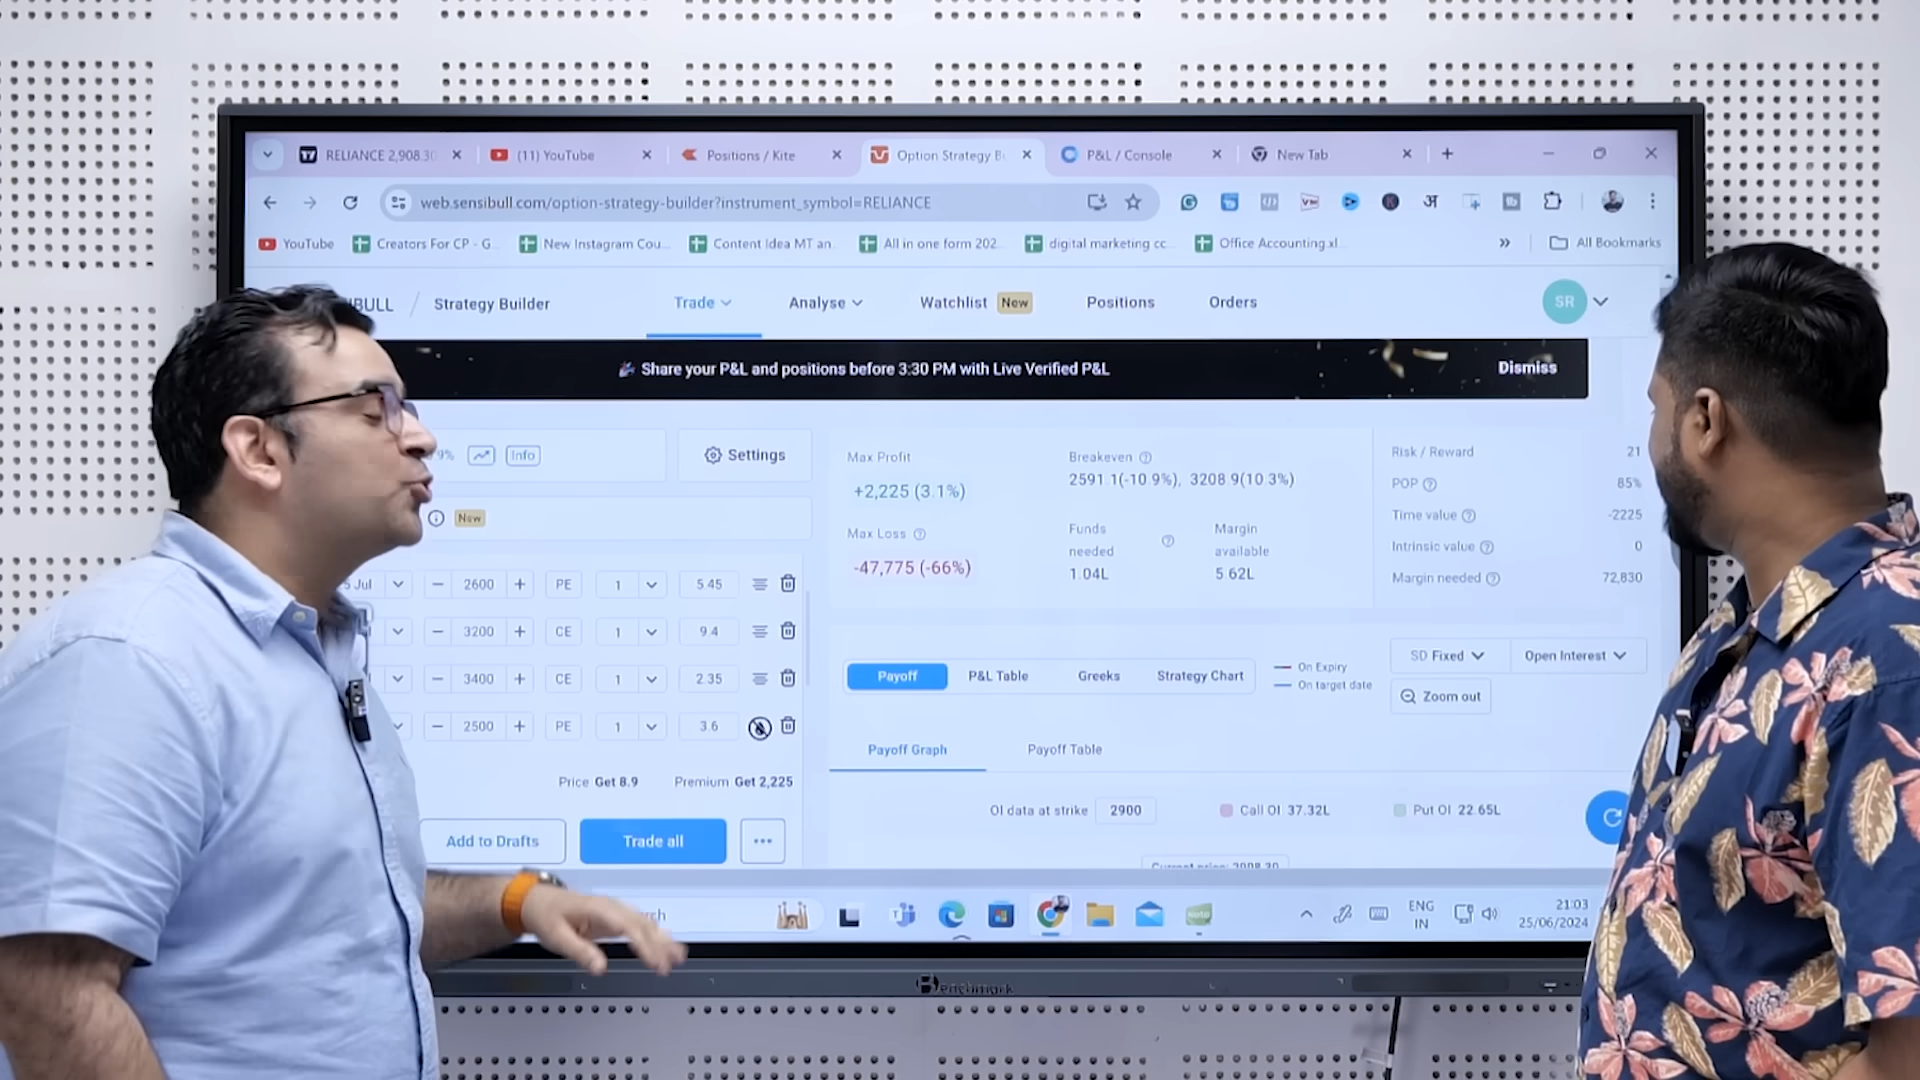 RELIANCE 2,908.30
(11) YouTube
Positions / Kite
Option Strategy B
P&L / Console
New Tab
web.sensibull.com/option-strategy-builder?instrument_symbol=RELIANCE
YouTube
Creators For CP - G
New Instagram Cou...
Content Idea MT an
All in one form 202...
digital marketing cc
Office Accounting.xl...
All Bookmarks
BULL / Strategy Builder
Trade
Analyse
Watchlist New
Positions
Orders
SR
Share your P&L and positions before 3:30 PM with Live Verified P&L
Dismiss
9%
Info
Settings
New
Max Profit
+2,225 (3.1%)
Max Loss
-47,775 (-66%)
Breakeven
2591.1(-10.9%), 3208.9(10.3%)
Funds needed
1.04L
Margin available
5.62L
Risk / Reward 21
POP 85%
Time value -2225
Intrinsic value 0
Margin needed 72,830
Jul - 2600 + PE 1 5.45
- 3200 + CE 1 9.4
- 3400 + CE 1 2.35
- 2500 + PE 1 3.6
Price Get 8.9 Premium Get 2,225
Add to Drafts
Trade all
...
Payoff
P&L Table
Greeks
Strategy Chart
On Expiry
On target date
SD Fixed
Open Interest
Zoom out
Payoff Graph
Payoff Table
OI data at strike 2900
Call OI 37.32L
Put OI 22.65L
Current price: 2908.30
rch
ENG
IN
21:03
25/06/2024
Benchmark